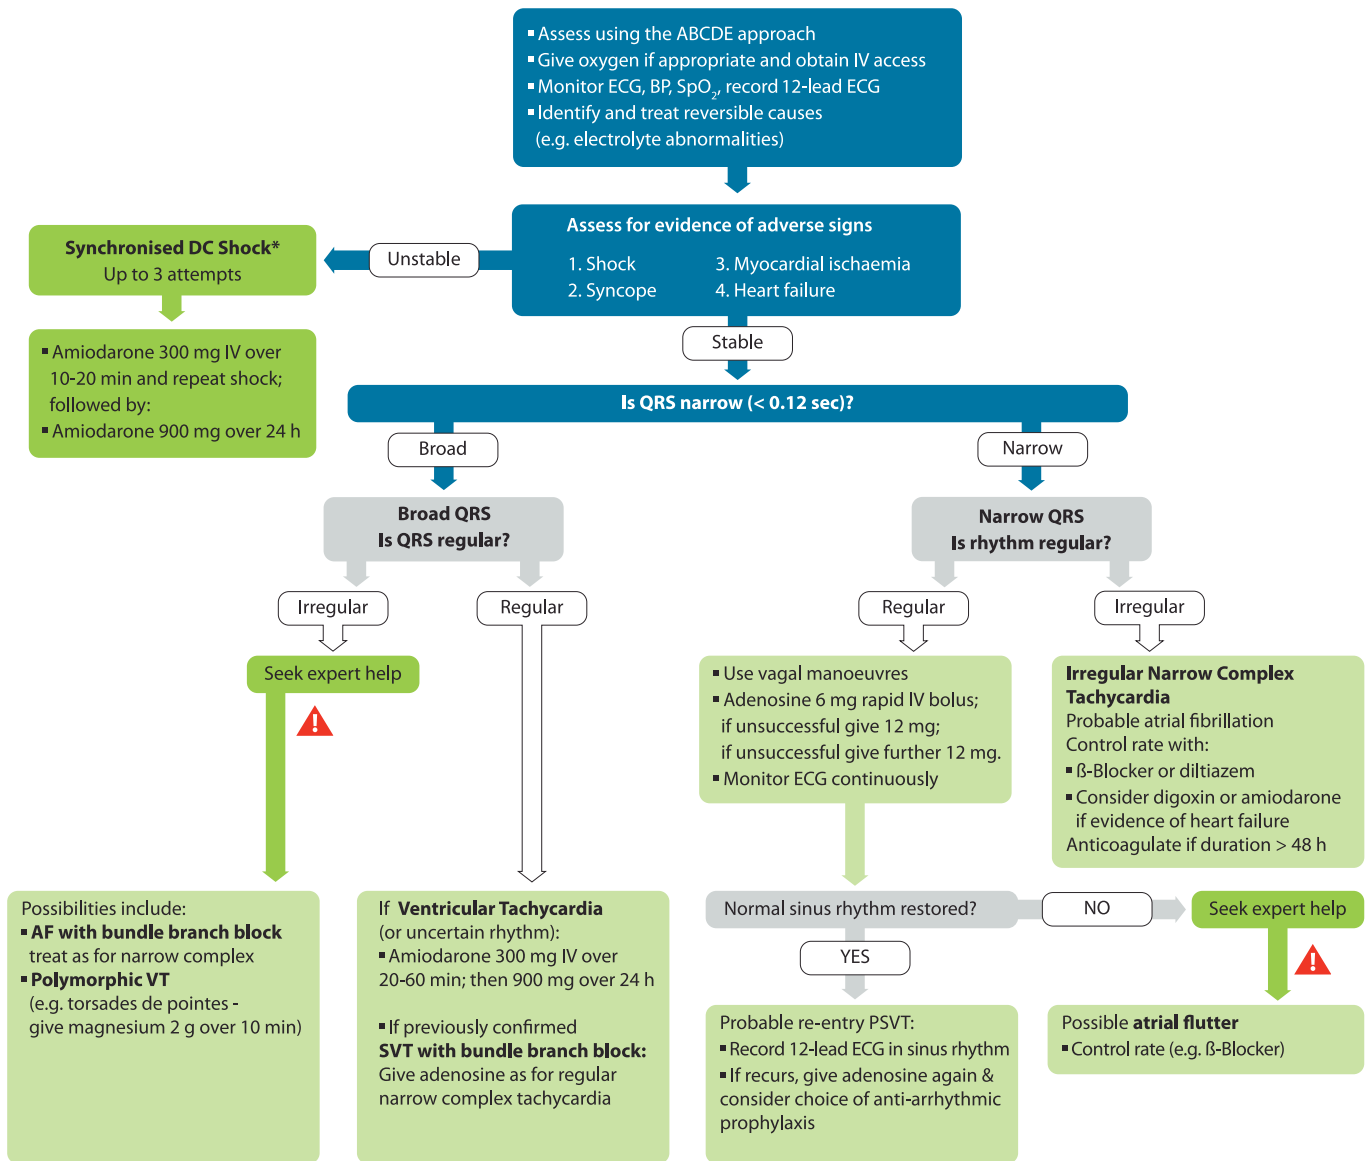 ▪ Assess using the ABCDE approach
▪ Give oxygen if appropriate and obtain IV access
▪ Monitor ECG, BP, SpO₂, record 12-lead ECG
▪ Identify and treat reversible causes
(e.g. electrolyte abnormalities)
Assess for evidence of adverse signs
1. Shock 3. Myocardial ischaemia
2. Syncope 4. Heart failure
Unstable
Synchronised DC Shock*
Up to 3 attempts
▪ Amiodarone 300 mg IV over
10-20 min and repeat shock;
followed by:
▪ Amiodarone 900 mg over 24 h
Stable
Is QRS narrow (< 0.12 sec)?
Broad
Narrow
Broad QRS
Is QRS regular?
Narrow QRS
Is rhythm regular?
Irregular
Regular
Regular
Irregular
Seek expert help
!
▪ Use vagal manoeuvres
▪ Adenosine 6 mg rapid IV bolus;
if unsuccessful give 12 mg;
if unsuccessful give further 12 mg.
▪ Monitor ECG continuously
Irregular Narrow Complex
Tachycardia
Probable atrial fibrillation
Control rate with:
▪ ß-Blocker or diltiazem
▪ Consider digoxin or amiodarone
if evidence of heart failure
Anticoagulate if duration > 48 h
Possibilities include:
▪ AF with bundle branch block
treat as for narrow complex
▪ Polymorphic VT
(e.g. torsades de pointes -
give magnesium 2 g over 10 min)
If Ventricular Tachycardia
(or uncertain rhythm):
▪ Amiodarone 300 mg IV over
20-60 min; then 900 mg over 24 h
▪ If previously confirmed
SVT with bundle branch block:
Give adenosine as for regular
narrow complex tachycardia
Normal sinus rhythm restored?
NO
Seek expert help
!
YES
Probable re-entry PSVT:
▪ Record 12-lead ECG in sinus rhythm
▪ If recurs, give adenosine again &
consider choice of anti-arrhythmic
prophylaxis
Possible atrial flutter
▪ Control rate (e.g. ß-Blocker)